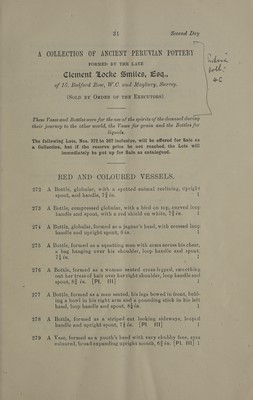 31 Second Day
A COLLECTION OF ANCIENT PERUVIAN POTTERY
FORMED BY THE LATE
Clement Locke Smiles, Esq.,
of 15, Bedford Row, W.C. and Maybury, Surrey.
(SOLD BY ORDER OF THE EXECUTORS).
These Vases and Bottles were for the use of the spirits of the deceased during
their journey to the other world, the Vases for grain and the Bottles for
liquids.
The following Lots, Nos. 272 to 327 inclusive, will be offered for Sale as
a Collection, but if the reserve price be not reached, the Lots will
immediately be put up for Sale as catalogued.
RED AND COLOURED VESSELS.
272 A Bottle, globular, with a spotted animal reclining, upright
spout, and handle, 7¾ in. 1
273 A Bottle, compressed globular, with a bird on top, curved loop
handle and spout, with a red shield on white, 7½ in. 1
274 A Bottle, globular, formed as a jaguar's head, with crossed loop
handle and upright spout, 8 in. 1
275 A Bottle, formed as a squatting man with arms across his chest,
a bag hanging over his shoulder, loop handle and spout,
7½ in. 1
276 A Bottle, formed as a woman seated cross-legged, smoothing
out her tress of hair over her right shoulder, loop handle and
spout, 8¾ in. [Pl. III] 1
277 A Bottle, formed as a man seated, his legs bowed in front, hold-
ing a bowl in his right arm and a pounding stick in his left
hand, loop handle and spout, 8¾ in. 1
278 A Bottle, formed as a striped cat looking sideways, looped
handle and upright spout, 7½ in. [Pl. III] 1
279 A Vase, formed as a youth's head with very chubby face, eyes
coloured, broad expanding upright mouth, 6¾ in. [Pl. III] 1